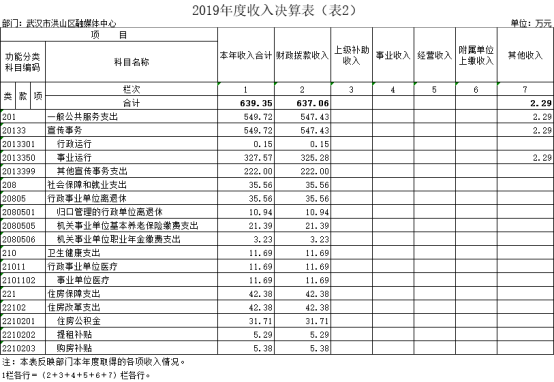 2019年度收入决算表（表2）
部门：武汉市洪山区融媒体中心 单位：万元
项 目 本年收入合计 财政拨款收入 上级补助收入 事业收入 经营收入 附属单位上缴收入 其他收入
功能分类科目编码 科目名称
类 款 项 栏次 1 2 3 4 5 6 7
合计 639.35 637.06 2.29
201 一般公共服务支出 549.72 547.43 2.29
20133 宣传事务 549.72 547.43 2.29
2013301 行政运行 0.15 0.15
2013350 事业运行 327.57 325.28 2.29
2013399 其他宣传事务支出 222.00 222.00
208 社会保障和就业支出 35.56 35.56
20805 行政事业单位离退休 35.56 35.56
2080501 归口管理的行政单位离退休 10.94 10.94
2080505 机关事业单位基本养老保险缴费支出 21.39 21.39
2080506 机关事业单位职业年金缴费支出 3.23 3.23
210 卫生健康支出 11.69 11.69
21011 行政事业单位医疗 11.69 11.69
2101102 事业单位医疗 11.69 11.69
221 住房保障支出 42.38 42.38
22102 住房改革支出 42.38 42.38
2210201 住房公积金 31.71 31.71
2210202 提租补贴 5.29 5.29
2210203 购房补贴 5.38 5.38
注：本表反映部门本年度取得的各项收入情况。
1栏各行＝（2+3+4+5+6+7）栏各行。